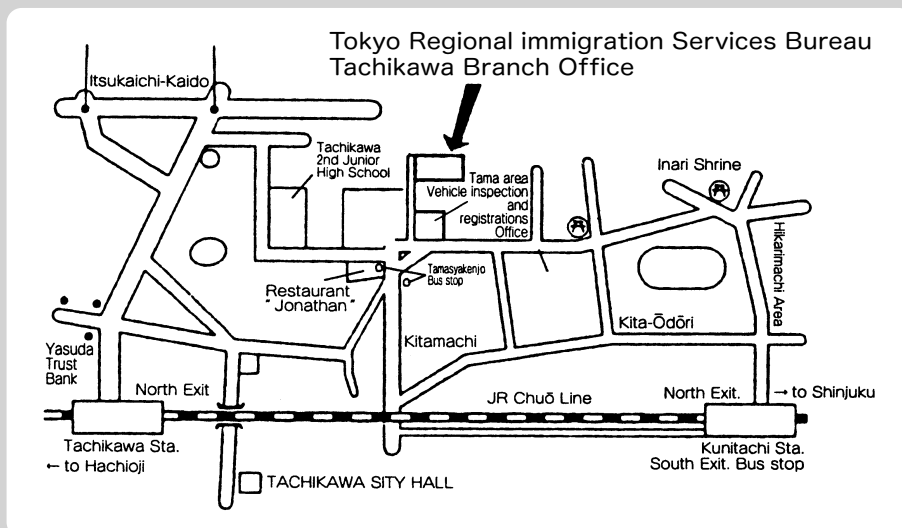 Tokyo Regional immigration Services Bureau
Tachikawa Branch Office
Itsukaichi-Kaido
Tachikawa
2nd Junior
High School
Tama area
Vehicle inspection
and
registrations
Office
Inari Shrine
Hikarimachi Area
Tamasyakenjo
Bus stop
Restaurant
"Jonathan"
Kitamachi
Kita-Ōdōri
Yasuda
Trust
Bank
North Exit
JR Chuō Line
North Exit.
→ to Shinjuku
Tachikawa Sta.
← to Hachioji
Kunitachi Sta.
South Exit. Bus stop
TACHIKAWA SITY HALL